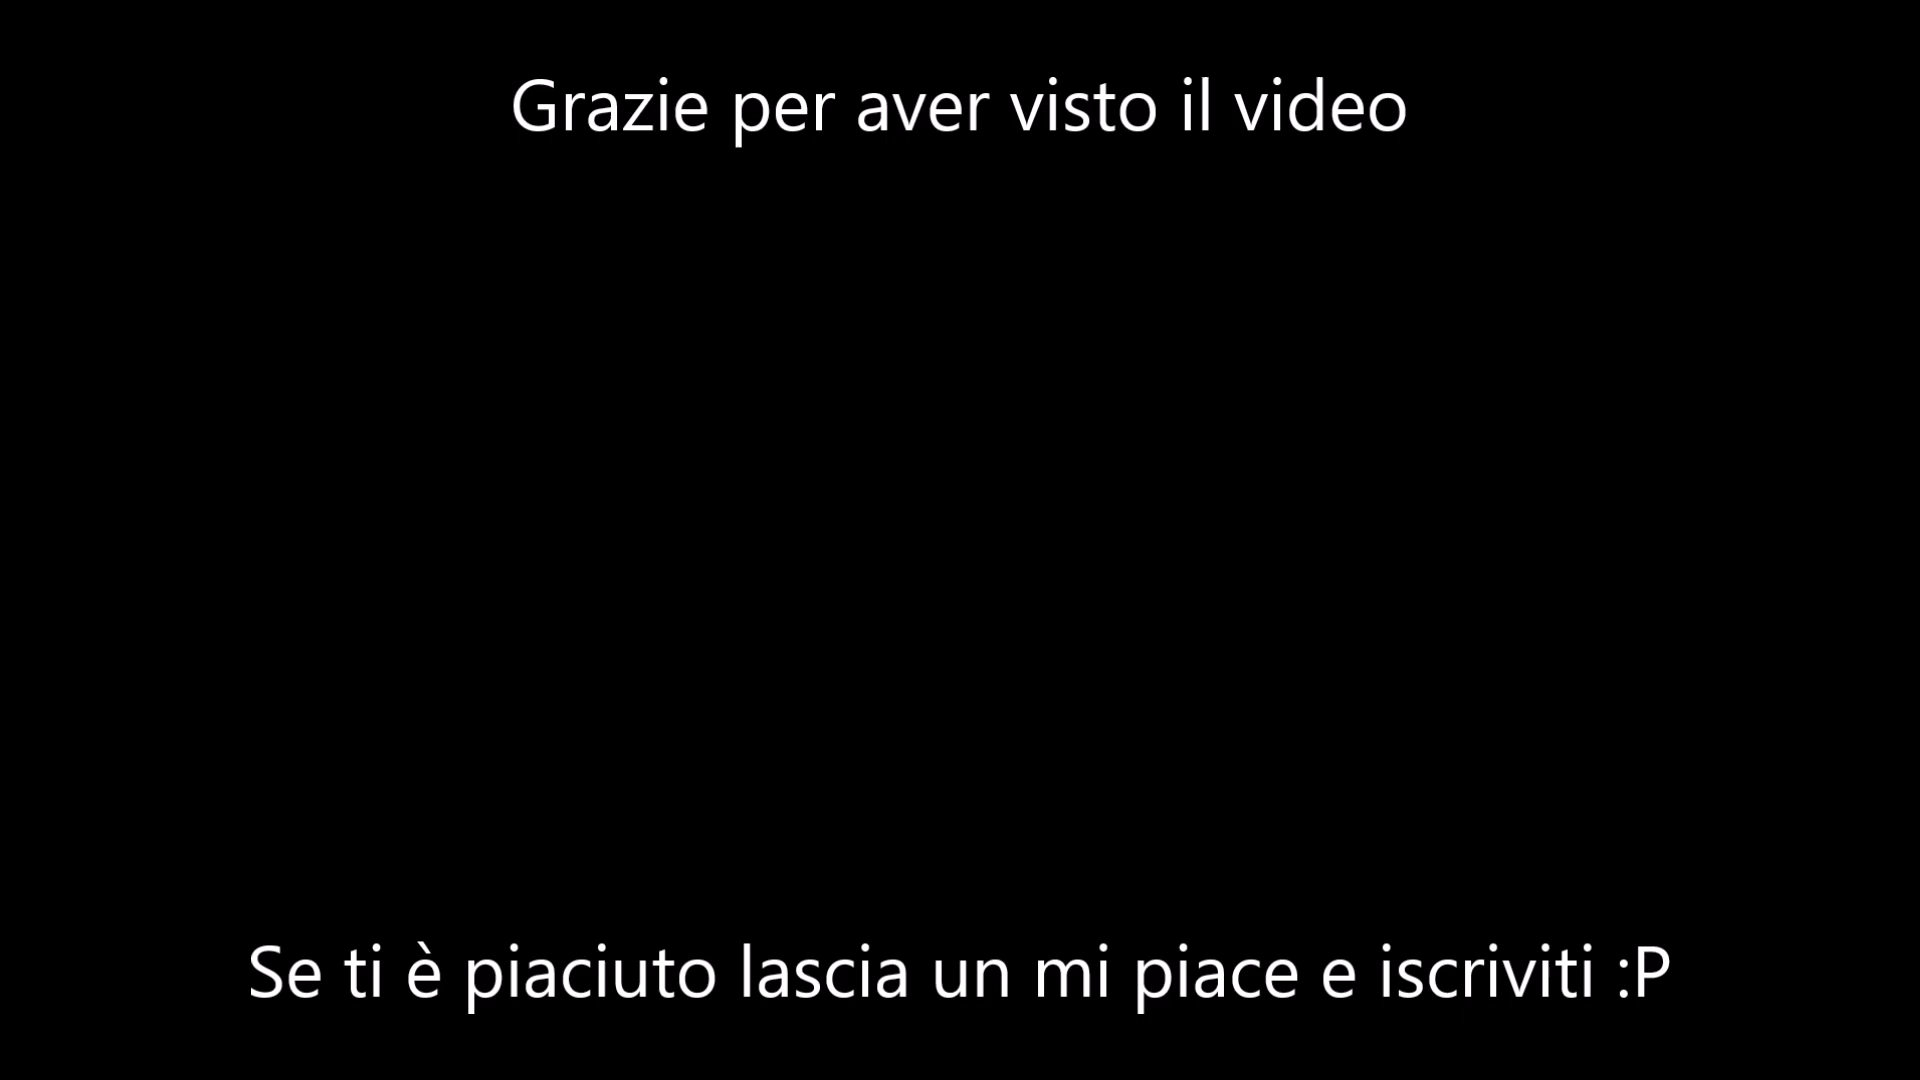 Grazie per aver visto il video
Se ti è piaciuto lascia un mi piace e iscriviti :P